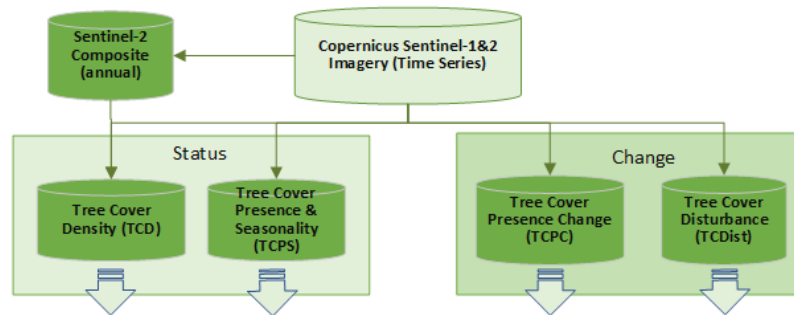 Sentinel-2
Composite
(annual)
Copernicus Sentinel-1&2
Imagery (Time Series)
Status
Tree Cover
Density (TCD)
Tree Cover
Presence &
Seasonality
(TCPS)
Change
Tree Cover
Presence Change
(TCPC)
Tree Cover
Disturbance
(TCDist)